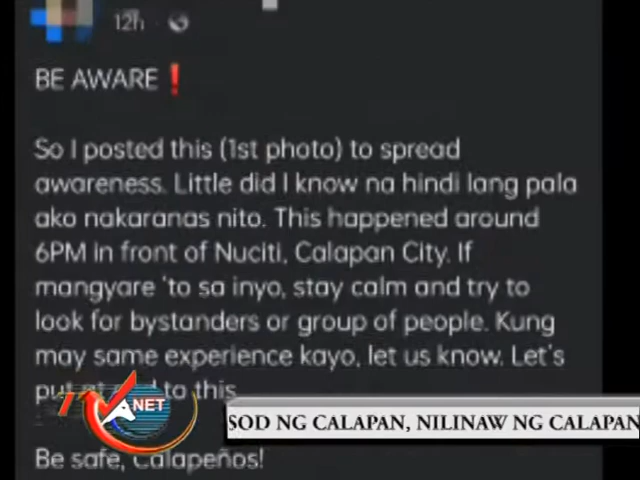 12h
BE AWARE❗
So I posted this (1st photo) to spread
awareness. Little did I know na hindi lang pala
ako nakaranas nito. This happened around
6PM in front of Nuciti, Calapan City. If
mangyare 'to sa inyo, stay calm and try to
look for bystanders or group of people. Kung
may same experience kayo, let us know. Let's
to this
TV NET
SOD NG CALAPAN, NILINAW NG CALAPAN
Be safe, Calapeños!